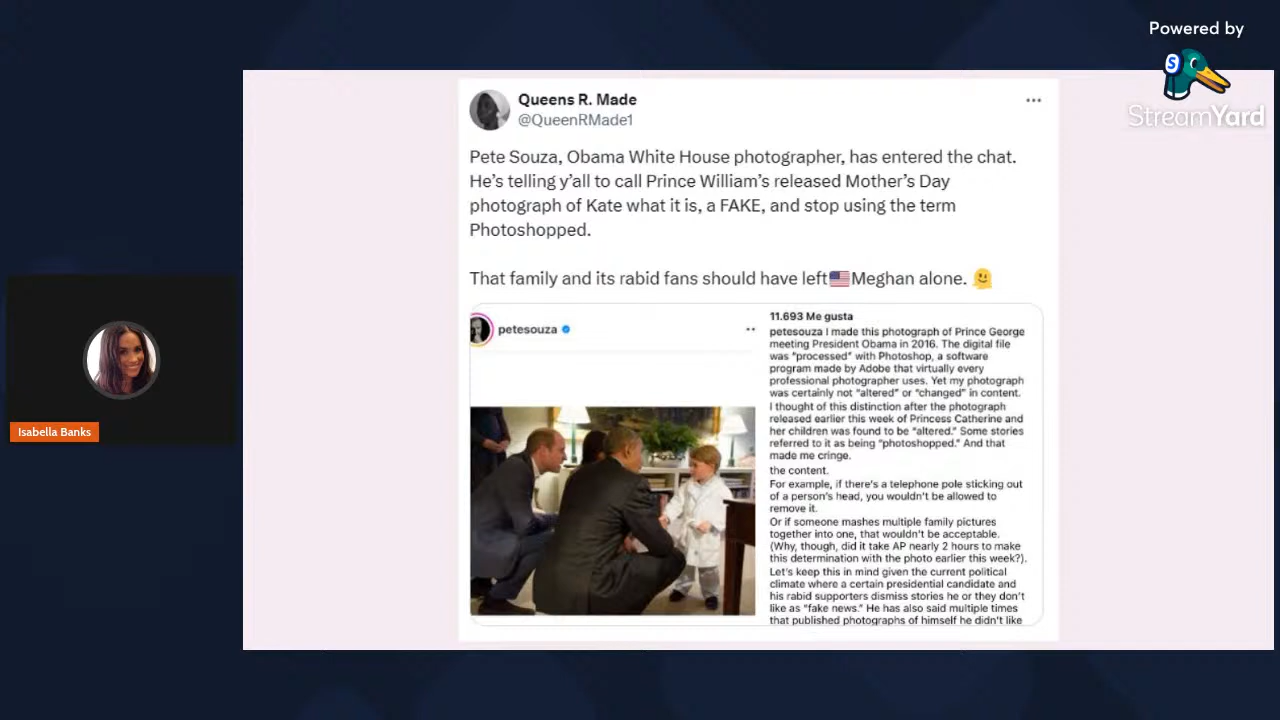 Powered by
StreamYard
Queens R. Made
@QueenRMade1
Pete Souza, Obama White House photographer, has entered the chat.
He's telling y'all to call Prince William's released Mother's Day
photograph of Kate what it is, a FAKE, and stop using the term
Photoshopped.
That family and its rabid fans should have left🇺🇸Meghan alone. 🫠
petesouza
11.693 Me gusta
petesouza I made this photograph of Prince George
meeting President Obama in 2016. The digital file
was "processed" with Photoshop, a software
program made by Adobe that virtually every
professional photographer uses. Yet my photograph
was certainly not "altered" or "changed" in content.
I thought of this distinction after the photograph
released earlier this week of Princess Catherine and
her children was found to be "altered." Some stories
referred to it as being "photoshopped." And that
made me cringe.
the content.
For example, if there's a telephone pole sticking out
of a person's head, you wouldn't be allowed to
remove it.
Or if someone mashes multiple family pictures
together into one, that wouldn't be acceptable.
(Why, though, did it take AP nearly 2 hours to make
this determination with the photo earlier this week?).
Let's keep this in mind given the current political
climate where a certain presidential candidate and
his rabid supporters dismiss stories he or they don't
like as "fake news." He has also said multiple times
that published photographs of himself he didn't like
Isabella Banks